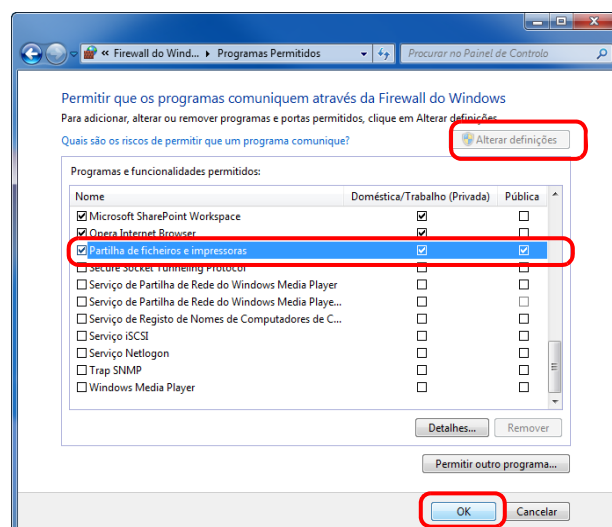 « Firewall do Wind... Programas Permitidos Procurar no Painel de Controlo
Permitir que os programas comuniquem através da Firewall do Windows
Para adicionar, alterar ou remover programas e portas permitidos, clique em Alterar definições.
Quais são os riscos de permitir que um programa comunique? Alterar definições
Programas e funcionalidades permitidos:
Nome Doméstica/Trabalho (Privada) Pública
Microsoft SharePoint Workspace
Opera Internet Browser
Partilha de ficheiros e impressoras
Secure Socket Tunneling Protocol
Serviço de Partilha de Rede do Windows Media Player
Serviço de Partilha de Rede do Windows Media Playe...
Serviço de Registo de Nomes de Computadores de C...
Serviço iSCSI
Serviço Netlogon
Trap SNMP
Windows Media Player
Detalhes... Remover
Permitir outro programa...
OK Cancelar